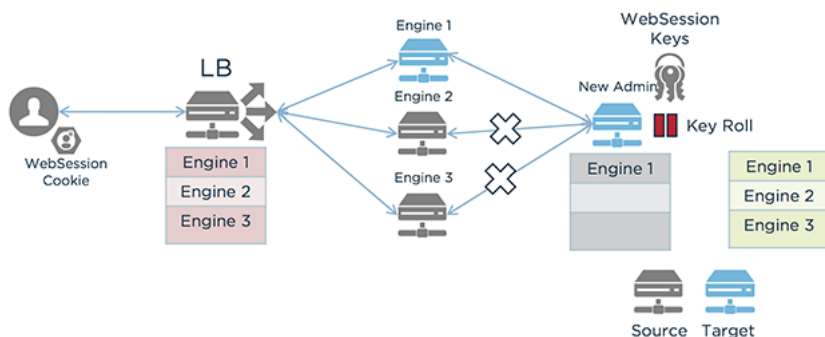 Engine 1
WebSession
Keys
LB
Engine 2
New Admin
Key Roll
WebSession
Cookie
Engine 1
Engine 2
Engine 3
Engine 3
Engine 1
Engine 1
Engine 2
Engine 3
Source
Target